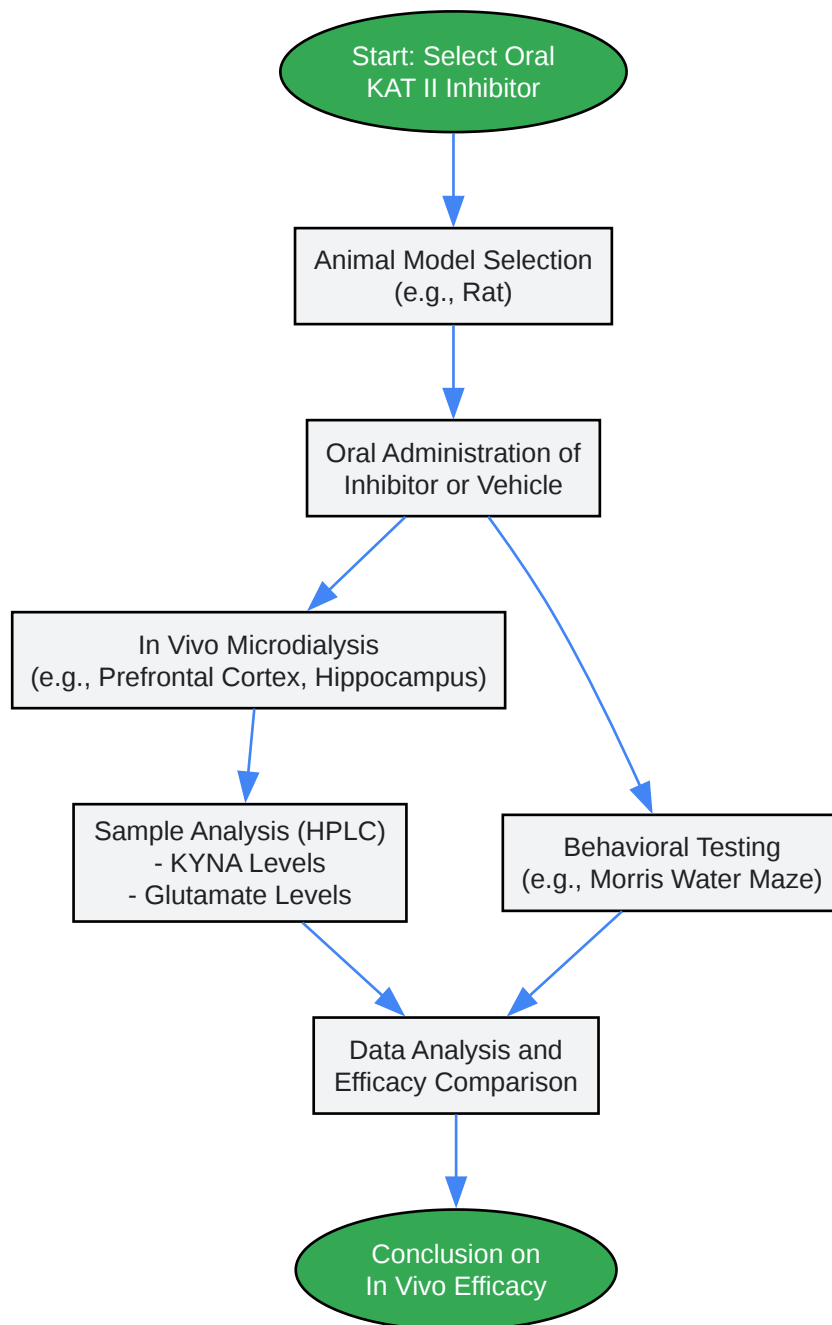 Start: Select Oral
KAT II Inhibitor
Animal Model Selection
(e.g., Rat)
Oral Administration of
Inhibitor or Vehicle
In Vivo Microdialysis
(e.g., Prefrontal Cortex, Hippocampus)
Sample Analysis (HPLC)
- KYNA Levels
- Glutamate Levels
Behavioral Testing
(e.g., Morris Water Maze)
Data Analysis and
Efficacy Comparison
Conclusion on
In Vivo Efficacy